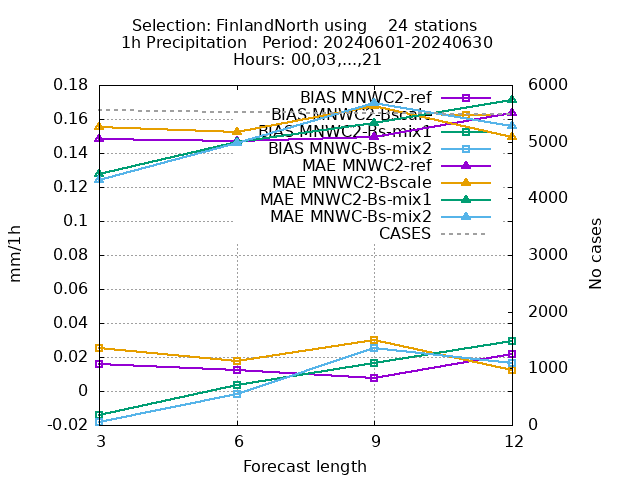 Selection: FinlandNorth using    24 stations
1h Precipitation   Period: 20240601-20240630
Hours: 00,03,...,21
0.18
0.16
0.14
0.12
0.1
0.08
0.06
0.04
0.02
0
-0.02
mm/1h
BIAS MNWC2-ref
BIAS MNWC2-Bscale
BIAS MNWC2-Bs-mix1
BIAS MNWC-Bs-mix2
MAE MNWC2-ref
MAE MNWC2-Bscale
MAE MNWC2-Bs-mix1
MAE MNWC-Bs-mix2
CASES
6000
5000
4000
3000
2000
1000
0
No cases
3 6 9 12
Forecast length